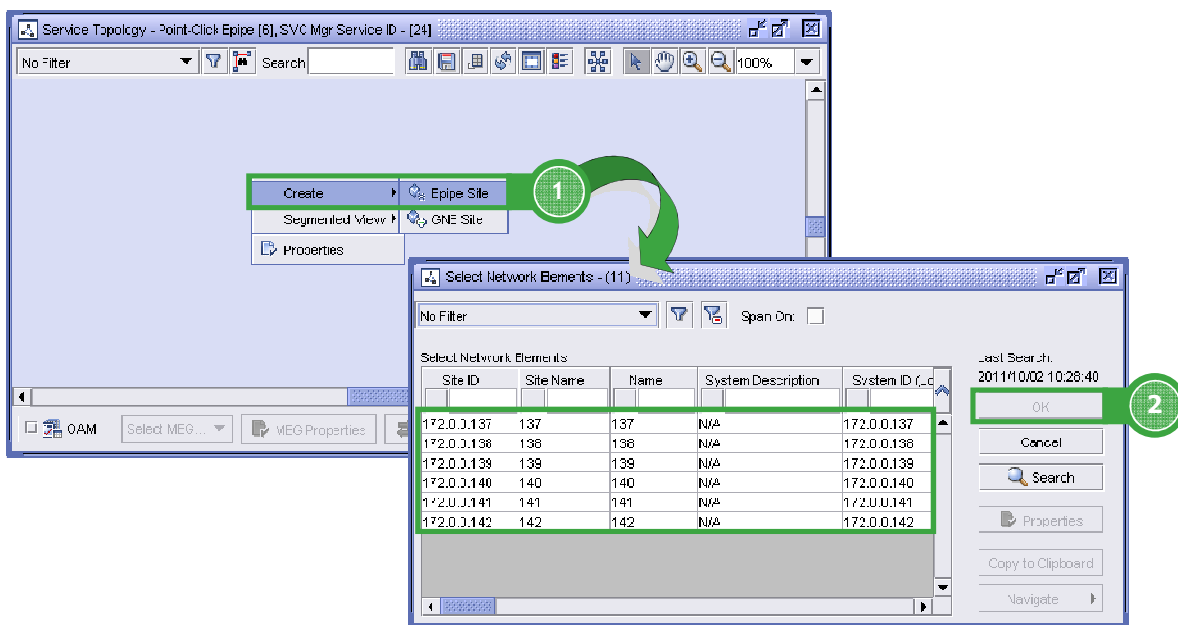 Service Topology - Point-Click Epipe [6], SVC Mgr Service ID - [24]
No Filter
Search
100%
Create
Epipe Site
1
Segmented View
GNE Site
Properties
Select Network Elements - (11)
No Filter
Span On:
Select Network Elements
Last Search:
2011/10/02 10:26:40
Site ID Site Name Name System Description System ID (Lo
OK
2
172.0.0.137 137 137 N/A 172.0.0.137
172.0.0.138 138 138 N/A 172.0.0.138
172.0.0.139 139 139 N/A 172.0.0.139
172.0.0.140 140 140 N/A 172.0.0.140
172.0.0.141 141 141 N/A 172.0.0.141
172.0.0.142 142 142 N/A 172.0.0.142
Cancel
Search
Properties
Copy to Clipboard
Navigate
OAM
Select MEG...
MEG Properties